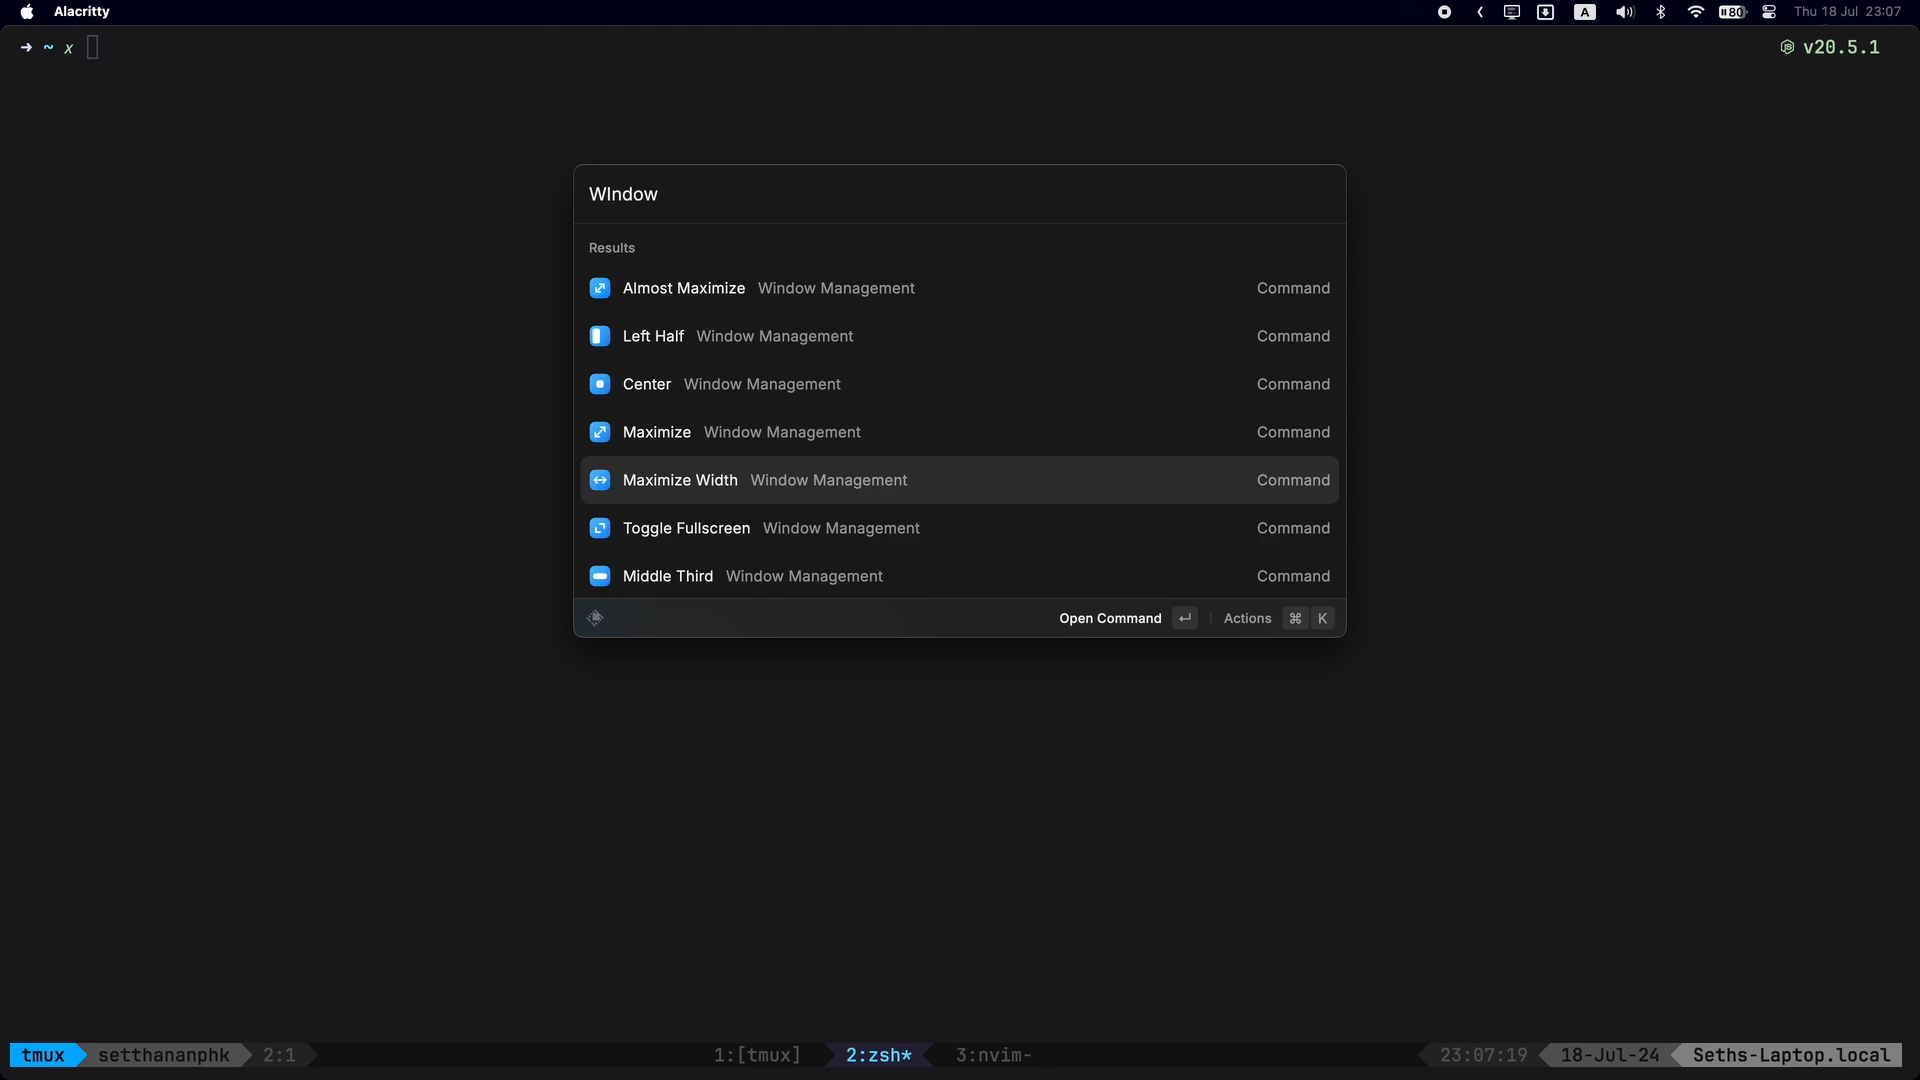 Alacritty A 80 Thu 18 Jul 23:07
➜ ~ x v20.5.1
WIndow
Results
Almost Maximize Window Management Command
Left Half Window Management Command
Center Window Management Command
Maximize Window Management Command
Maximize Width Window Management Command
Toggle Fullscreen Window Management Command
Middle Third Window Management Command
Open Command ↵ Actions ⌘ K
tmux setthananphk 2:1 1:[tmux] 2:zsh* 3:nvim- 23:07:19 18-Jul-24 Seths-Laptop.local